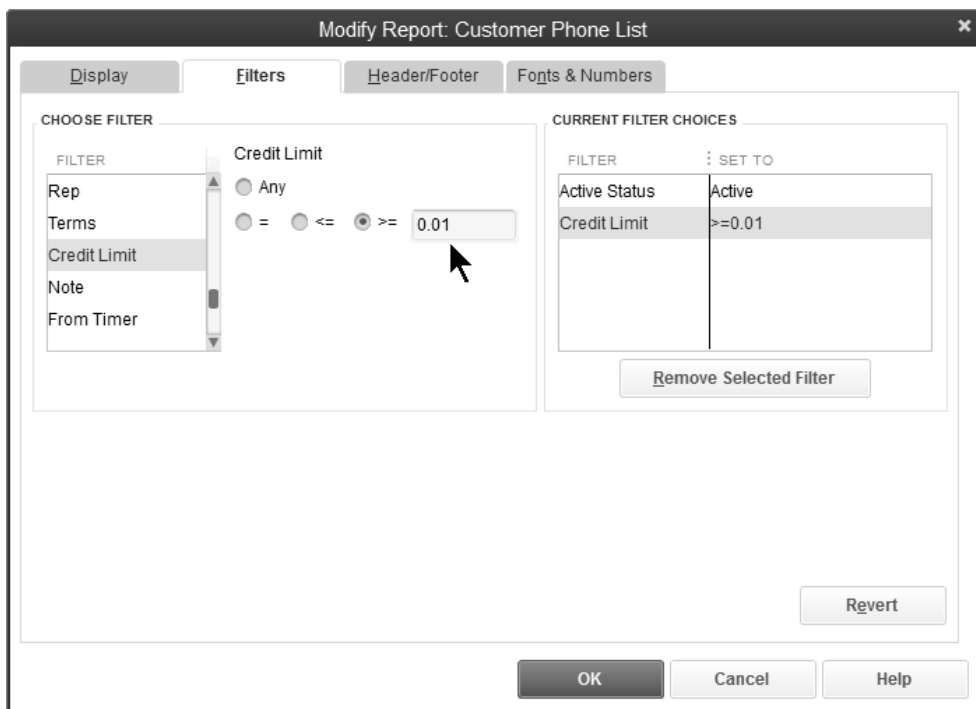 Modify Report: Customer Phone List
Display Filters Header/Footer Fonts & Numbers
CHOOSE FILTER
FILTER
Rep
Terms
Credit Limit
Note
From Timer
Credit Limit
Any
= <= >= 0.01
CURRENT FILTER CHOICES
FILTER SET TO
Active Status Active
Credit Limit >=0.01
Remove Selected Filter
Revert
OK Cancel Help